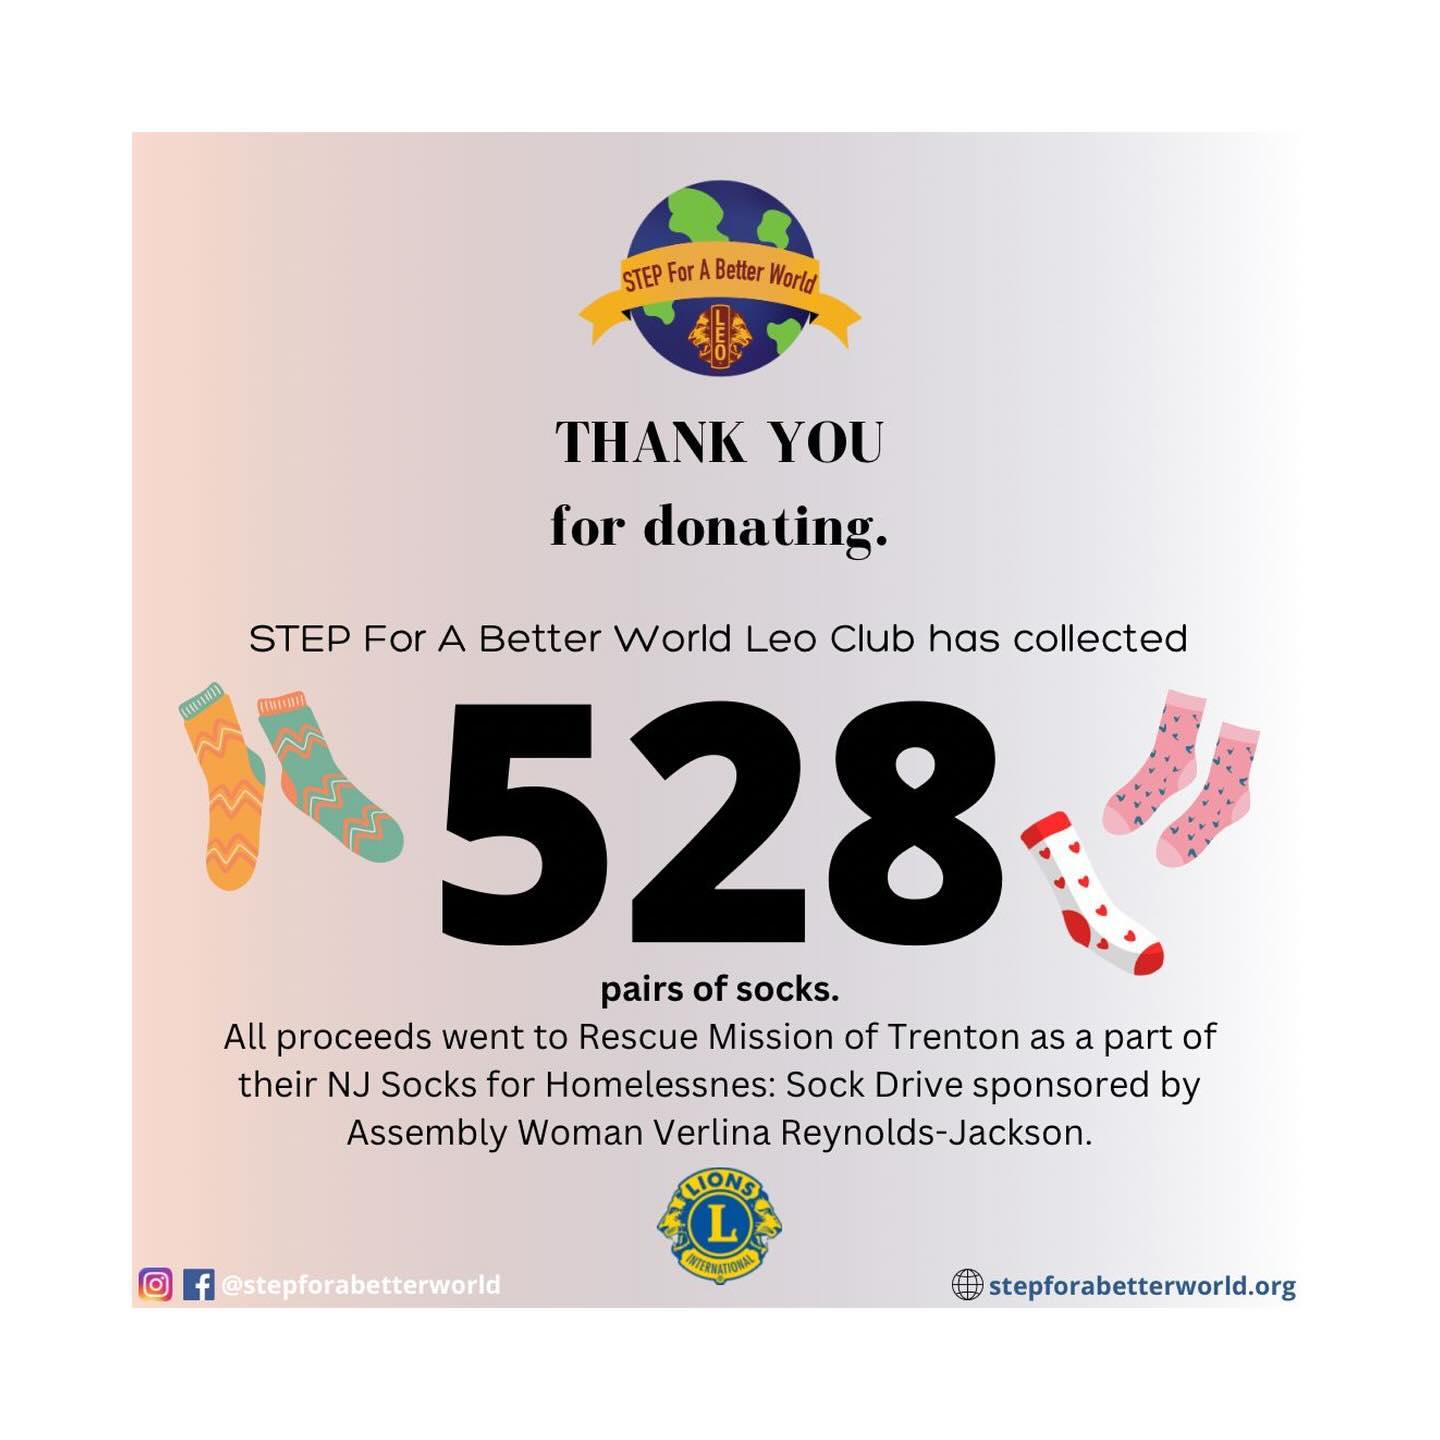 STEP For A Better World
LEO
THANK YOU
for donating.
STEP For A Better World Leo Club has collected
528
pairs of socks.
All proceeds went to Rescue Mission of Trenton as a part of
their NJ Socks for Homelessnes: Sock Drive sponsored by
Assembly Woman Verlina Reynolds-Jackson.
LIONS
L
INTERNATIONAL
@stepforabetterworld
stepforabetterworld.org